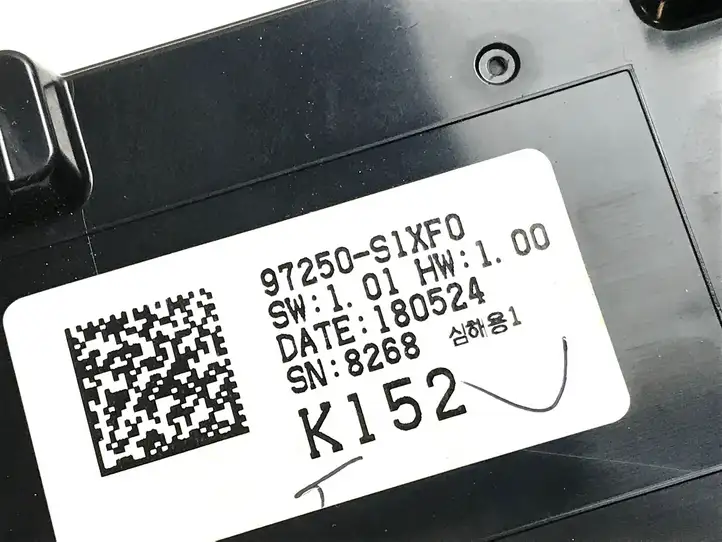 97250-S1XF0
SW:1. 01 HW:1. 00
DATE:180524
SN:8268 심해용1
K152